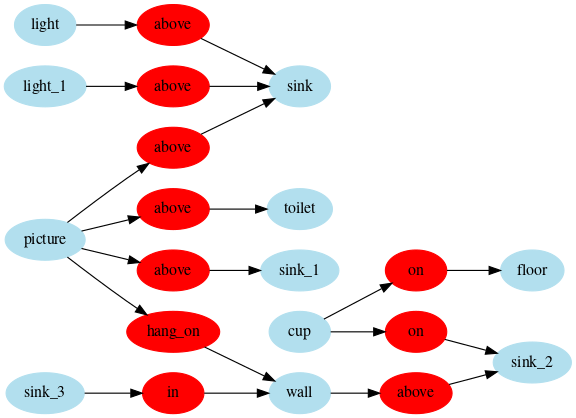 light
above
light_1
above
sink
above
picture
above
toilet
above
sink_1
on
floor
hang_on
cup
on
sink_2
sink_3
in
wall
above